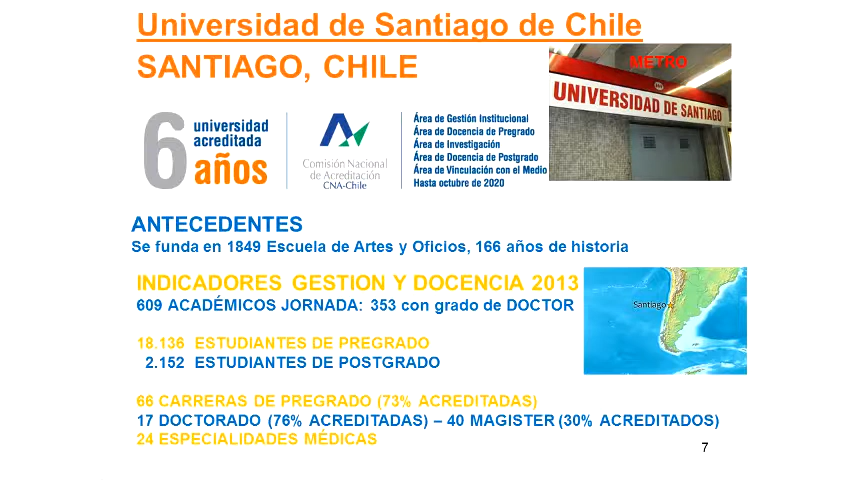 Universidad de Santiago de Chile
SANTIAGO, CHILE
METRO
UNIVERSIDAD DE SANTIAGO
6 universidad
acreditada
años
Comisión Nacional
de Acreditación
CNA-Chile
Área de Gestión Institucional
Área de Docencia de Pregrado
Área de Investigación
Área de Docencia de Postgrado
Área de Vinculación con el Medio
Hasta octubre de 2020
ANTECEDENTES
Se funda en 1849 Escuela de Artes y Oficios, 166 años de historia
INDICADORES GESTION Y DOCENCIA 2013
609 ACADÉMICOS JORNADA: 353 con grado de DOCTOR
Santiago
18.136 ESTUDIANTES DE PREGRADO
2.152 ESTUDIANTES DE POSTGRADO
66 CARRERAS DE PREGRADO (73% ACREDITADAS)
17 DOCTORADO (76% ACREDITADAS) – 40 MAGISTER (30% ACREDITADOS)
24 ESPECIALIDADES MÉDICAS
7